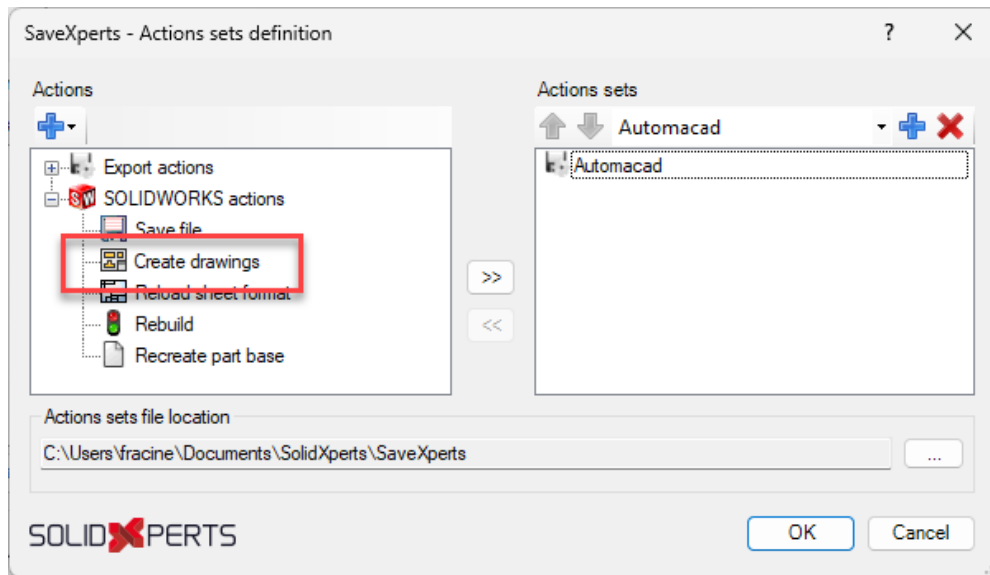 SaveXperts - Actions sets definition
?
Actions
Actions sets
Automacad
Export actions
SOLIDWORKS actions
Save file
Create drawings
Reload sheet format
Rebuild
Recreate part base
Automacad
>>
<<
Actions sets file location
C:\Users\fracine\Documents\SolidXperts\SaveXperts
...
SOLIDXPERTS
OK
Cancel